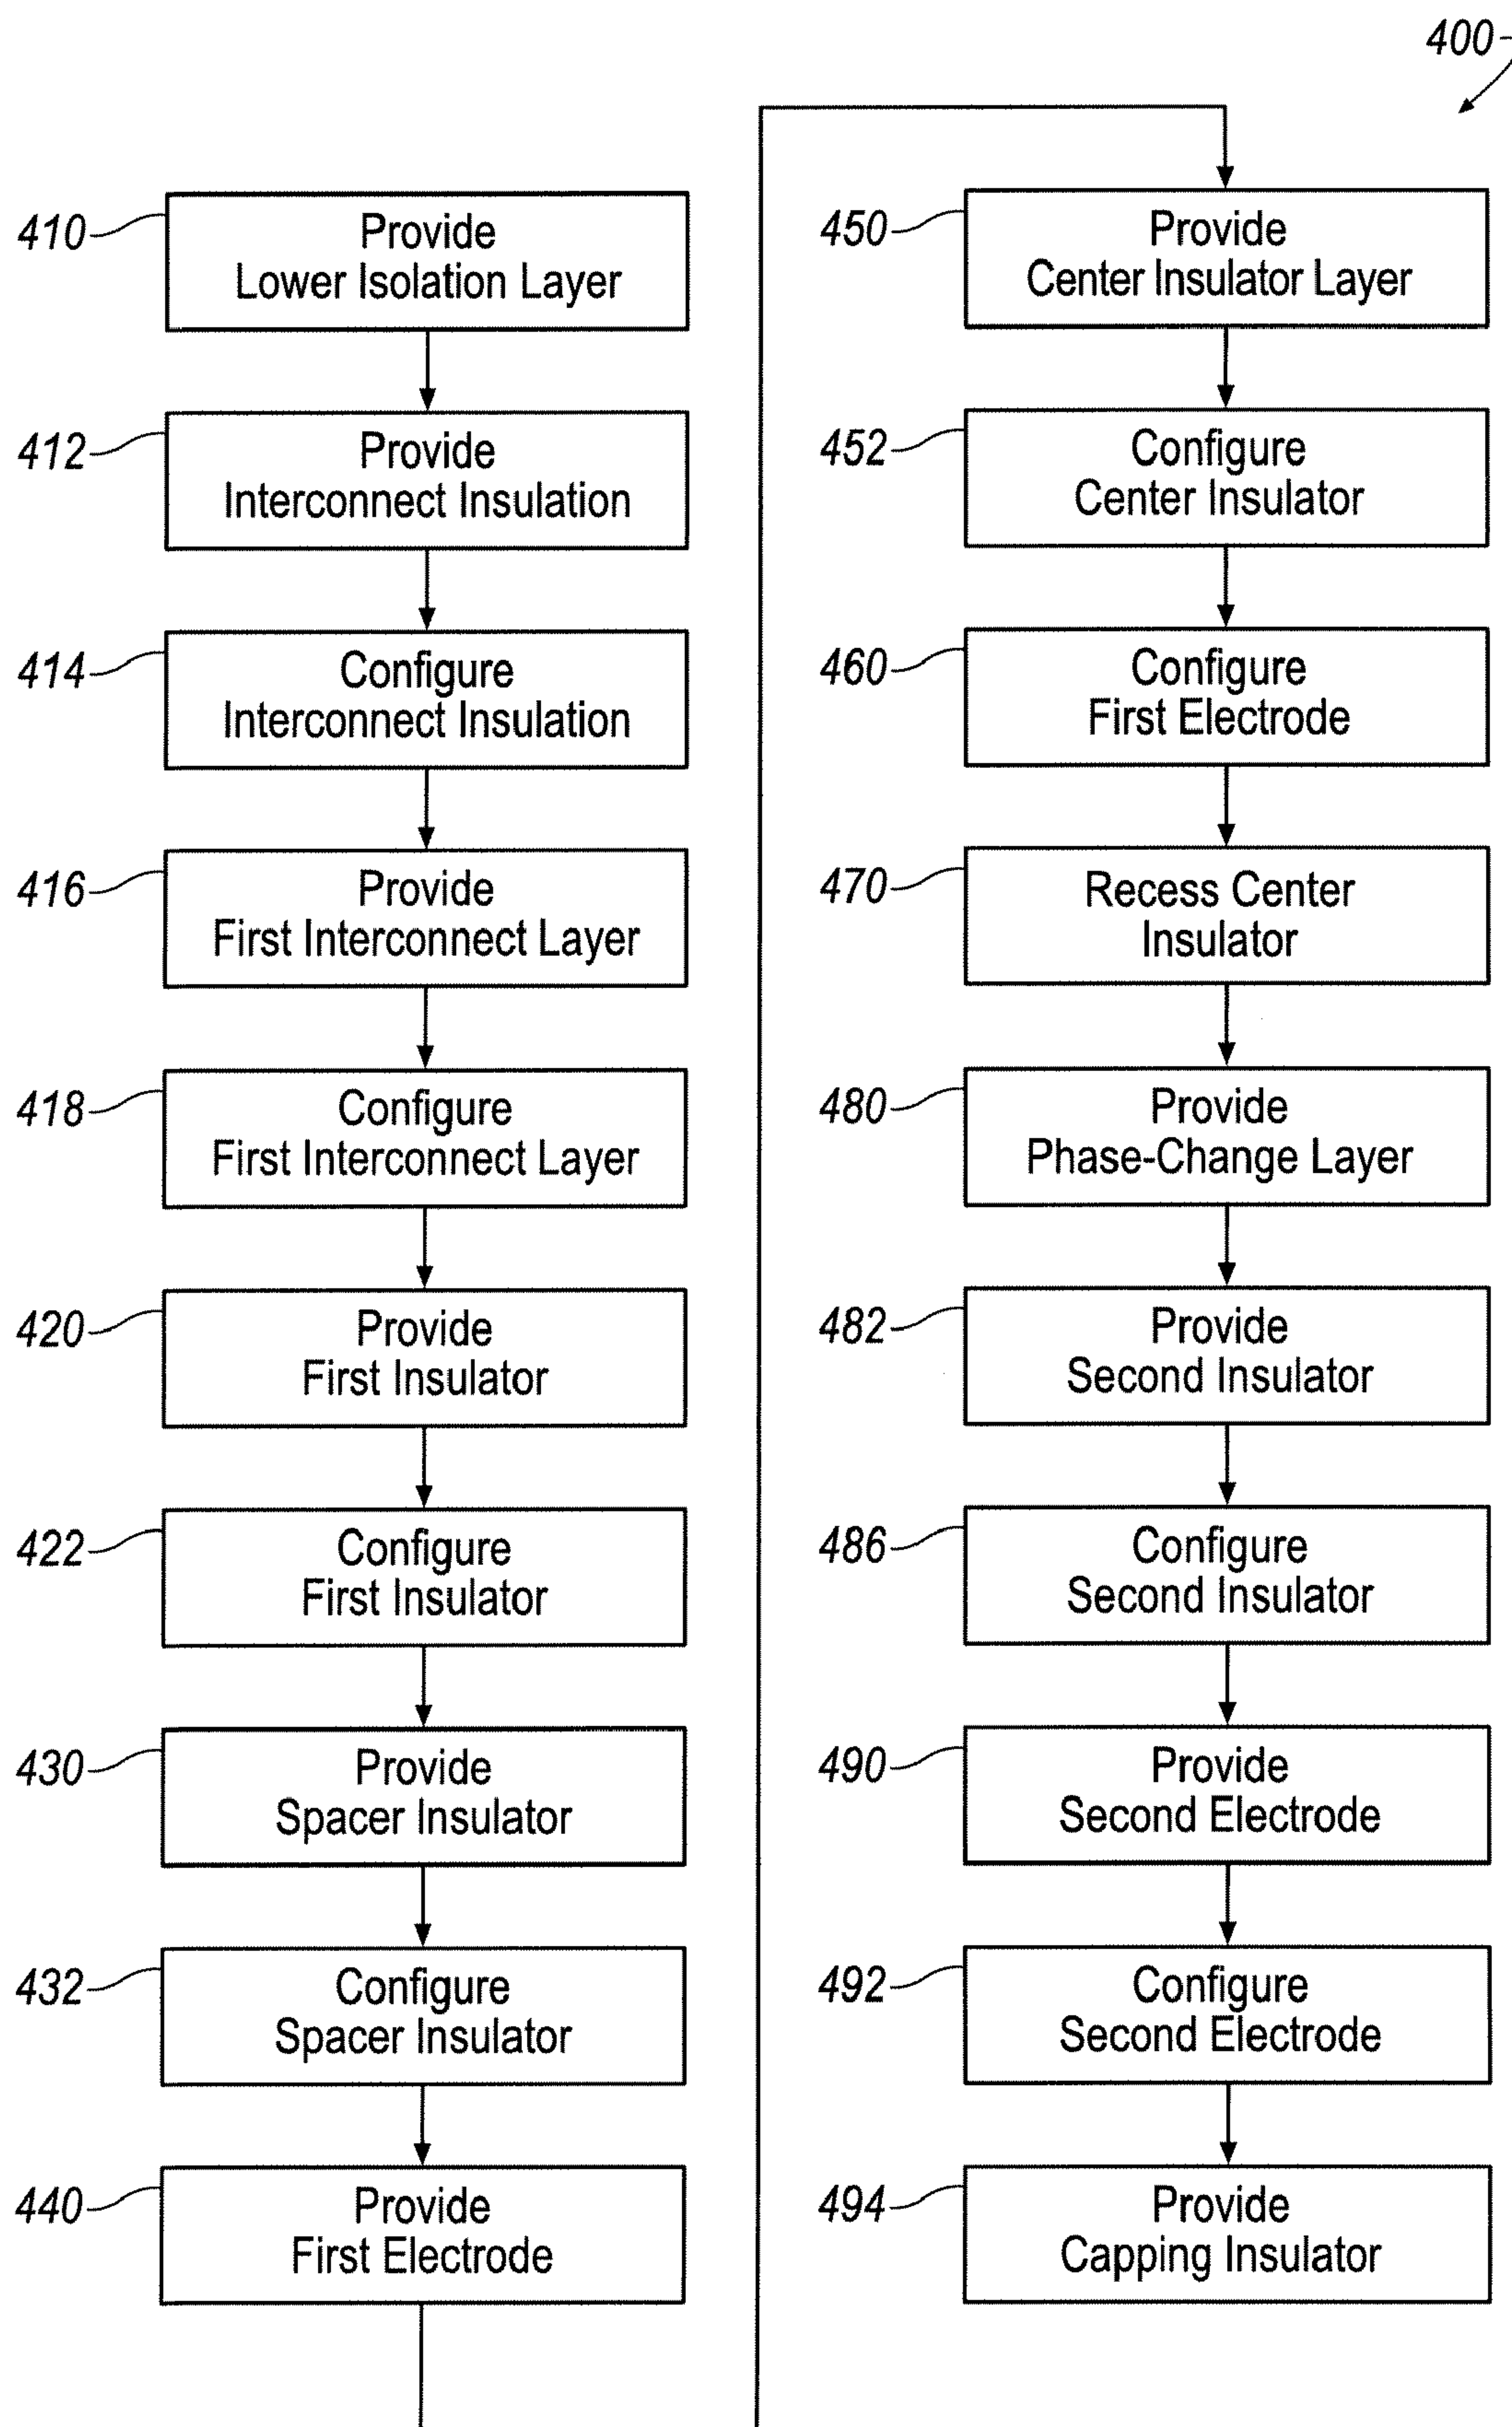 400
410
Provide
Lower Isolation Layer
412
Provide
Interconnect Insulation
414
Configure
Interconnect Insulation
416
Provide
First Interconnect Layer
418
Configure
First Interconnect Layer
420
Provide
First Insulator
422
Configure
First Insulator
430
Provide
Spacer Insulator
432
Configure
Spacer Insulator
440
Provide
First Electrode
450
Provide
Center Insulator Layer
452
Configure
Center Insulator
460
Configure
First Electrode
470
Recess Center
Insulator
480
Provide
Phase-Change Layer
482
Provide
Second Insulator
486
Configure
Second Insulator
490
Provide
Second Electrode
492
Configure
Second Electrode
494
Provide
Capping Insulator